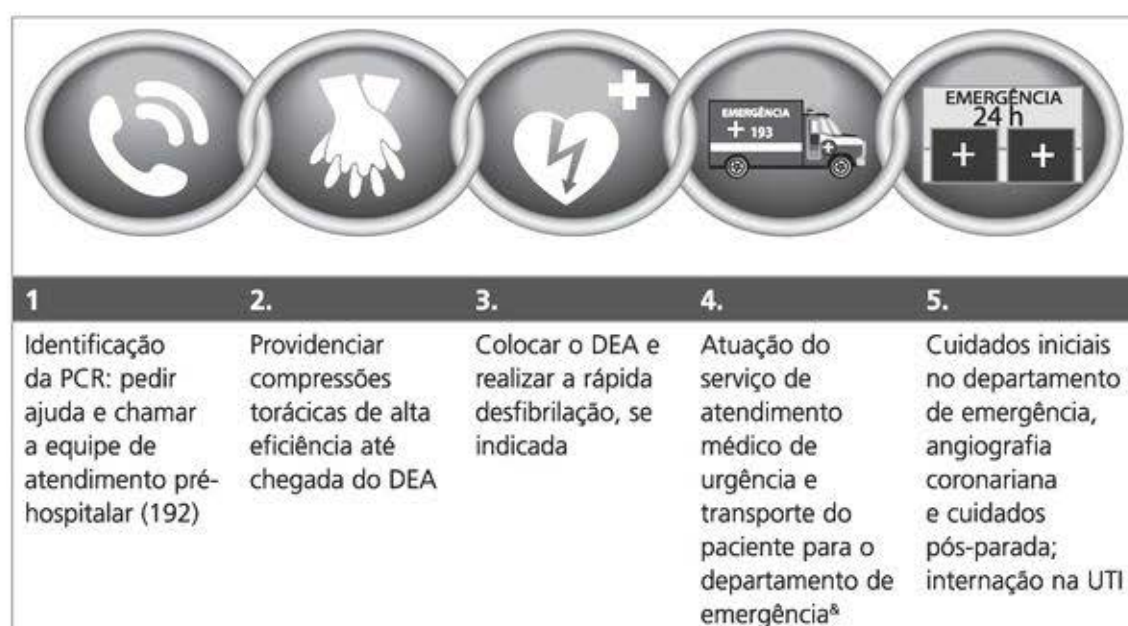 EMERGÊNCIA
193
EMERGÊNCIA
24 h
1
Identificação
da PCR: pedir
ajuda e chamar
a equipe de
atendimento pré-
hospitalar (192)
2.
Providenciar
compressões
torácicas de alta
eficiência até
chegada do DEA
3.
Colocar o DEA e
realizar a rápida
desfibrilação, se
indicada
4.
Atuação do
serviço de
atendimento
médico de
urgência e
transporte do
paciente para o
departamento de
emergência&
5.
Cuidados iniciais
no departamento
de emergência,
angiografia
coronariana
e cuidados
pós-parada;
internação na UTI